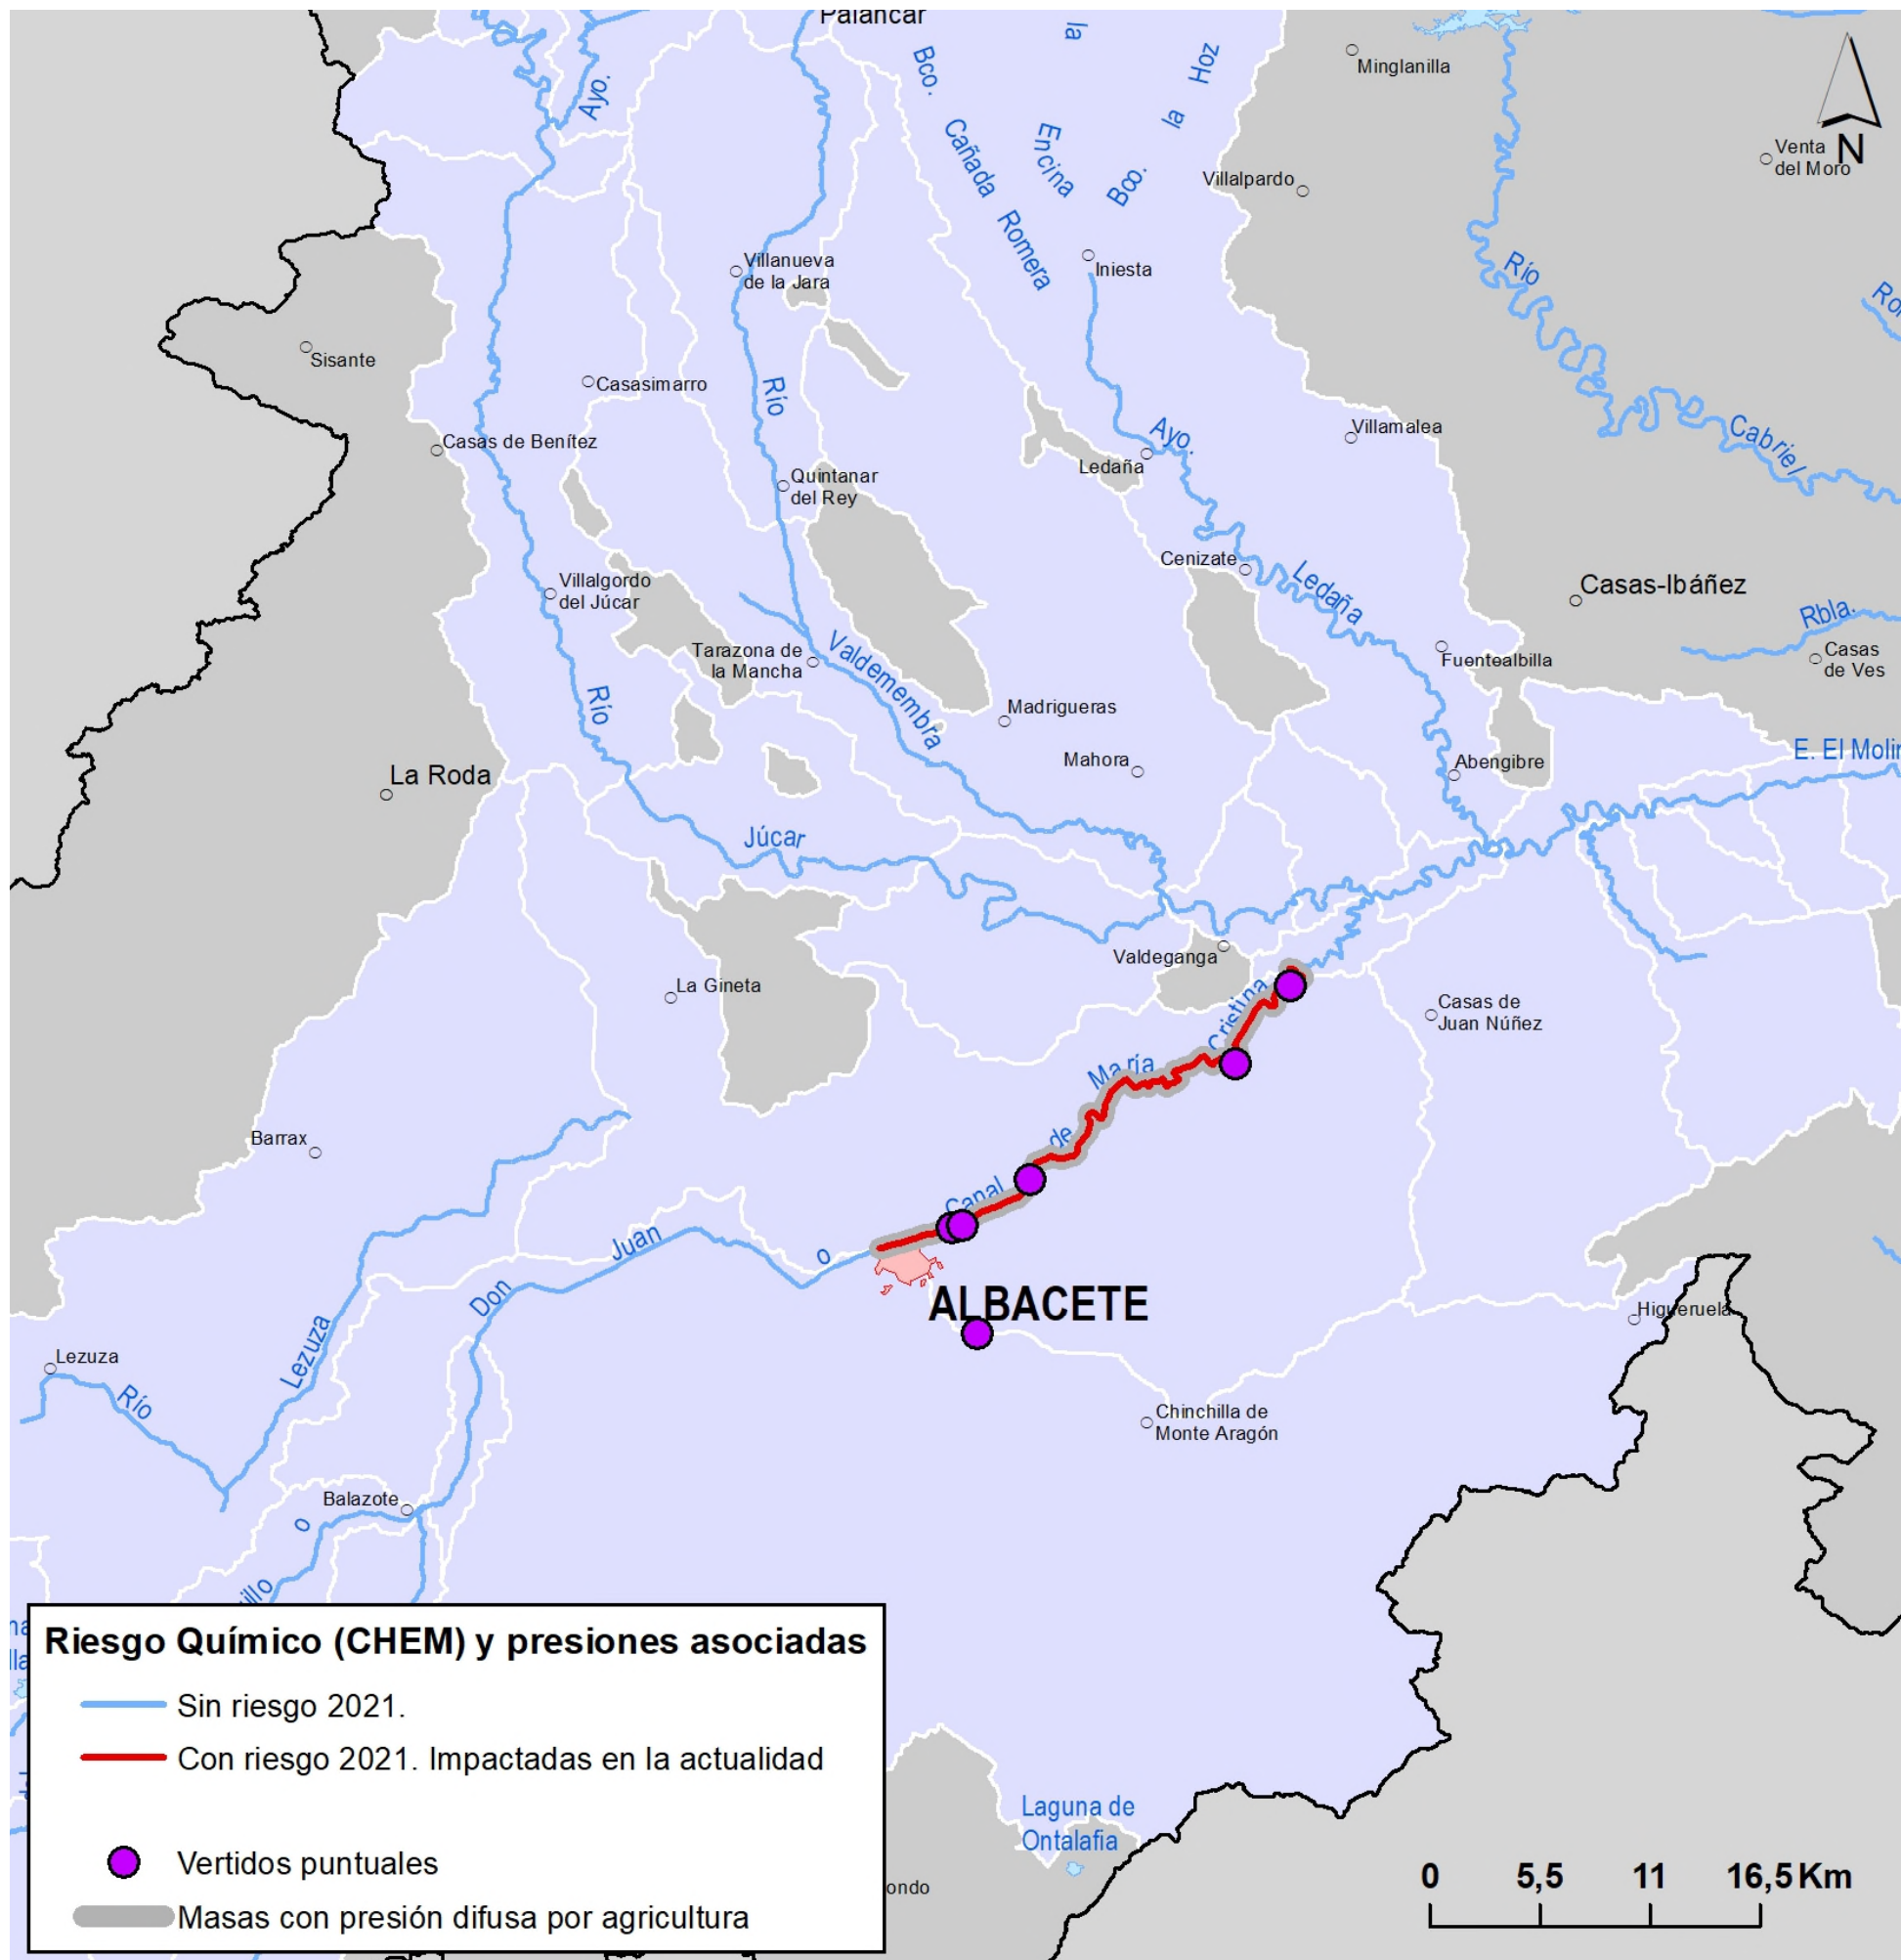 Palancar
la
Bco.
Hoz
Minglanilla
Ayo.
la
Encina
Cañada
Venta
del Moro
N
Bco.
Villalpardo
Romera
Villanueva
de la Jara
Iniesta
Río
Sisante
Casasimarro
Río
Casas de Benítez
Ayo.
Villamalea
Cabriel
Ledaña
Quintanar
del Rey
Cenizate
Villalgordo
del Júcar
Ledaña
Casas-Ibáñez
Rbla.
Tarazona de
la Mancha
Valdemembra
Fuentealbilla
Casas
de Ves
Río
Madrigueras
Mahora
Abengibre
E. El Molin
La Roda
Júcar
Valdeganga
La Gineta
Cristina
Casas de
Juan Núñez
María
de
Barrax
Canal
Juan
o
Don
ALBACETE
Higueruela
Lezuza
Lezuza
Río
Chinchilla de
Monte Aragón
Balazote
o
illo
Riesgo Químico (CHEM) y presiones asociadas
Sin riesgo 2021.
Con riesgo 2021. Impactadas en la actualidad
Vertidos puntuales
Masas con presión difusa por agricultura
Laguna de
Ontalafia
ondo
0 5,5 11 16,5 Km